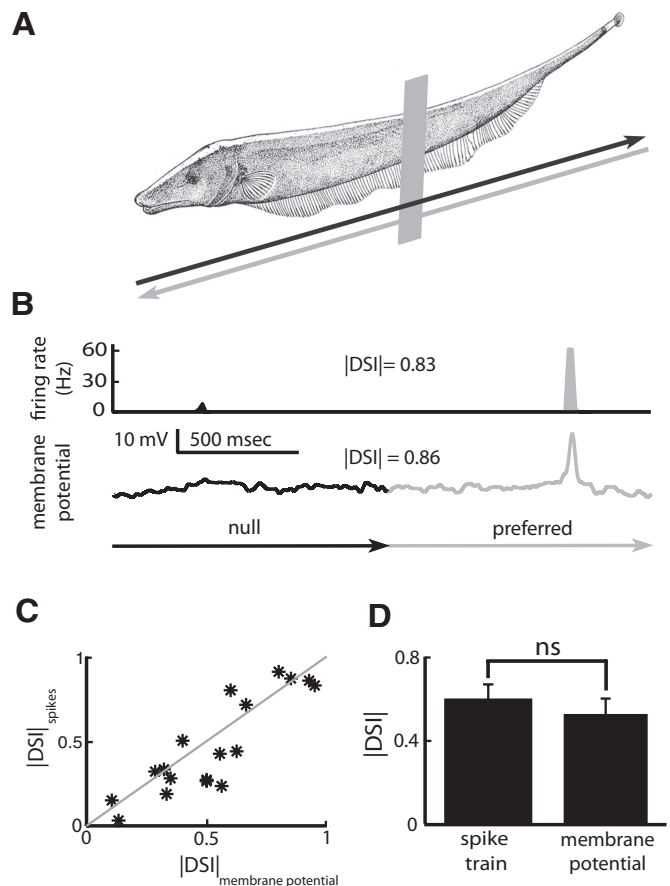 A
B
firing rate
(Hz)
60
30
0
|DSI|= 0.83
10 mV
500 msec
|DSI| = 0.86
membrane
potential
null
preferred
C
|DSI|spikes
1
0.5
0
0
0.5
1
|DSI|membrane potential
D
|DSI|
0.8
0.4
0
ns
spike
train
membrane
potential